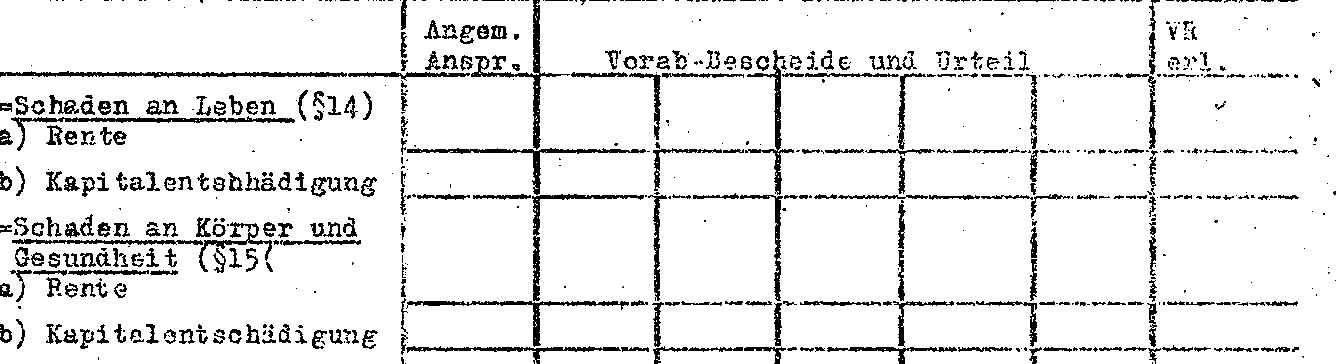 Angem.
Anspr.
Vorab-Bescheide und Urteil
VR
erl.
=Schaden an Leben (§14)
a) Rente
b) Kapitalentshhädigung
=Schaden an Körper und
Gesundheit (§15(
a) Rente
b) Kapitalentschädigung